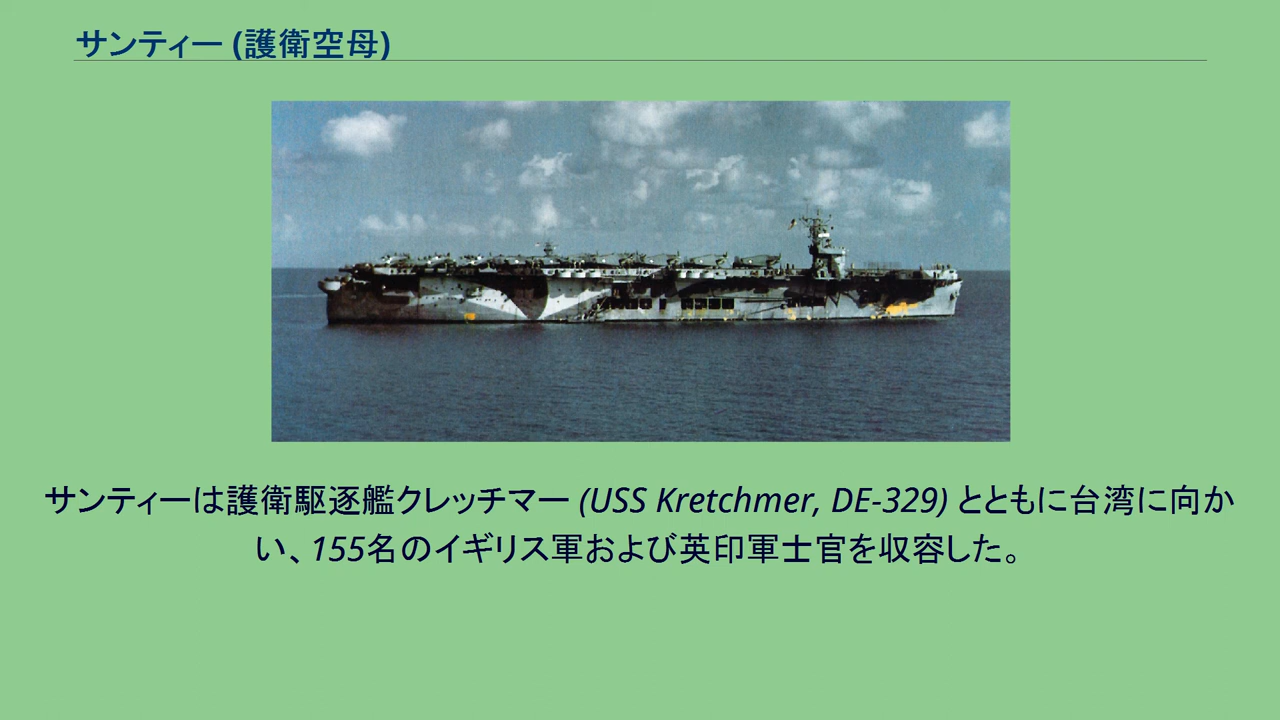 サンティー (護衛空母)
サンティーは護衛駆逐艦クレッチマー (USS Kretchmer, DE-329) とともに台湾に向か
い、155名のイギリス軍および英印軍士官を収容した。